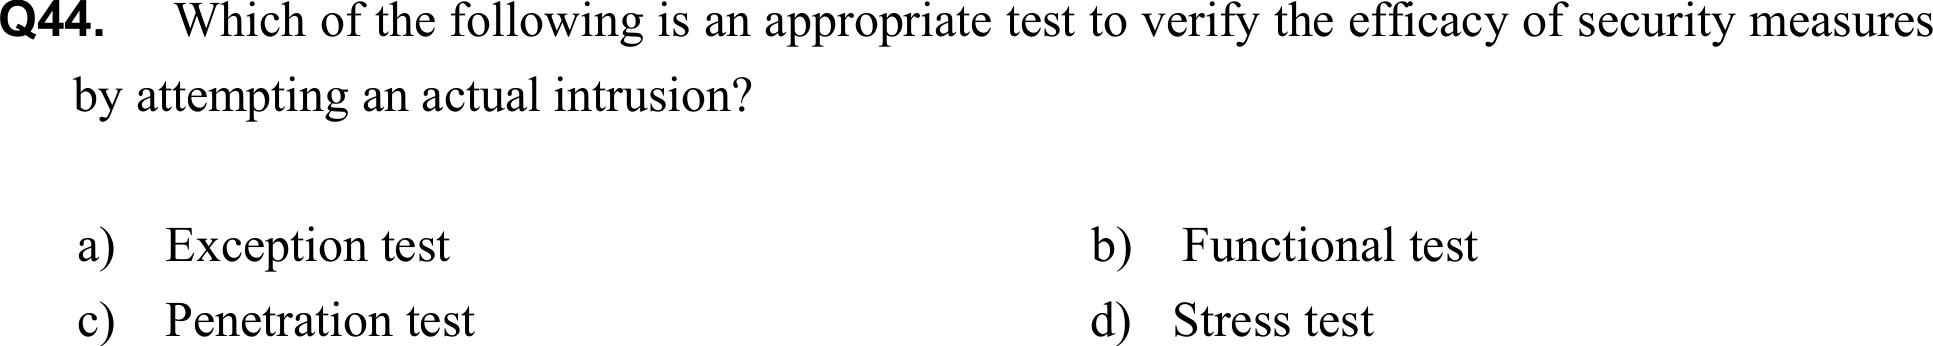 Q44. Which of the following is an appropriate test to verify the efficacy of security measures
by attempting an actual intrusion?
a) Exception test b) Functional test
c) Penetration test d) Stress test